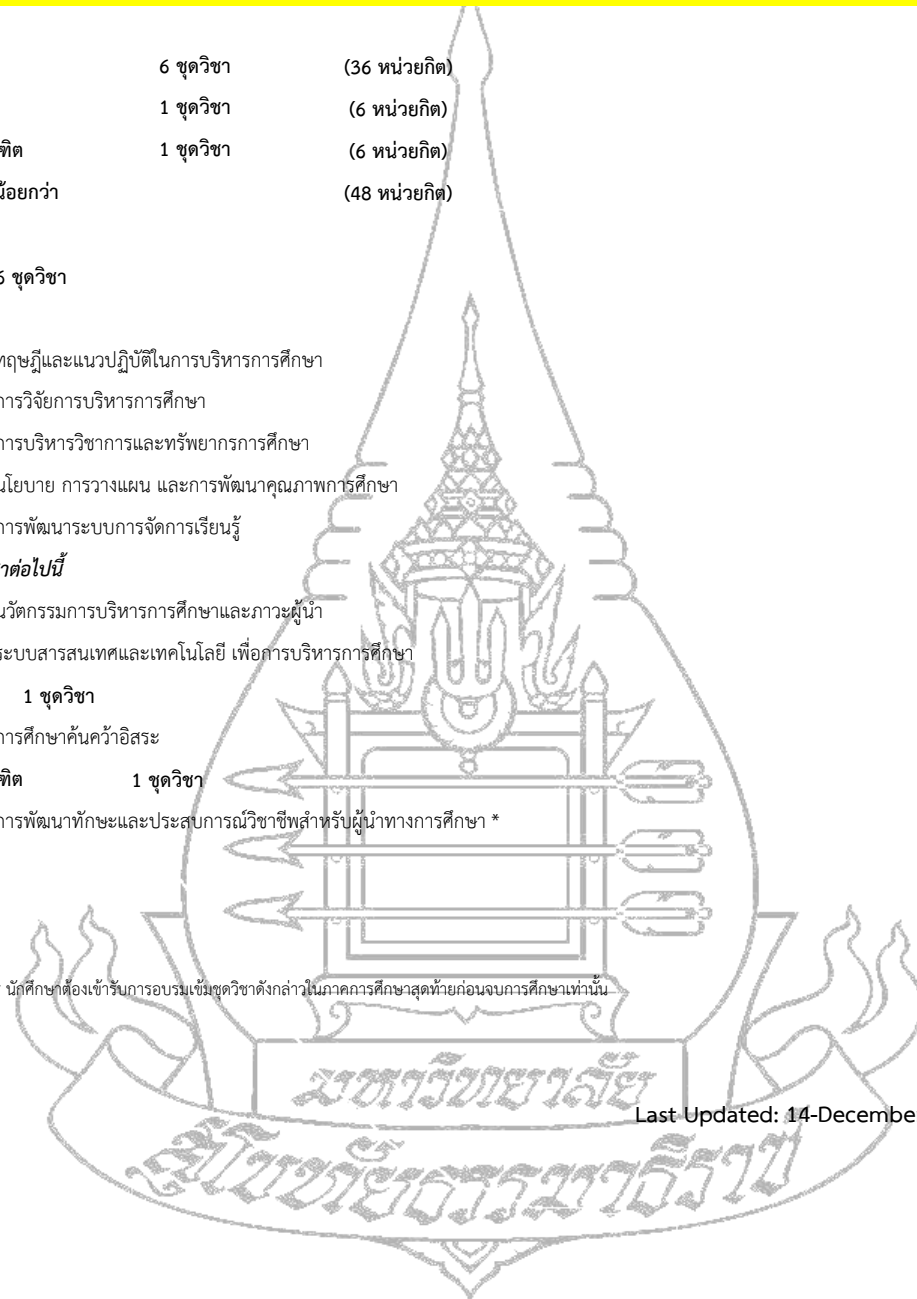 6 ชุดวิชา (36 หน่วยกิต)
1 ชุดวิชา (6 หน่วยกิต)
ฑิต 1 ชุดวิชา (6 หน่วยกิต)
น้อยกว่า (48 หน่วยกิต)
6 ชุดวิชา
ทฤษฎีและแนวปฏิบัติในการบริหารการศึกษา
การวิจัยการบริหารการศึกษา
การบริหารวิชาการและทรัพยากรการศึกษา
นโยบาย การวางแผน และการพัฒนาคุณภาพการศึกษา
การพัฒนาระบบการจัดการเรียนรู้
าต่อไปนี้
นวัตกรรมการบริหารการศึกษาและภาวะผู้นำ
ระบบสารสนเทศและเทคโนโลยี เพื่อการบริหารการศึกษา
1 ชุดวิชา
การศึกษาค้นคว้าอิสระ
ฑิต 1 ชุดวิชา
การพัฒนาทักษะและประสบการณ์วิชาชีพสำหรับผู้นำทางการศึกษา *
นักศึกษาต้องเข้ารับการอบรมเข้มชุดวิชาดังกล่าวในภาคการศึกษาสุดท้ายก่อนจบการศึกษาเท่านั้น
มหาวิทยาลัย
Last Updated: 14-Decembe
สุโขทัยธรรมาธิราช